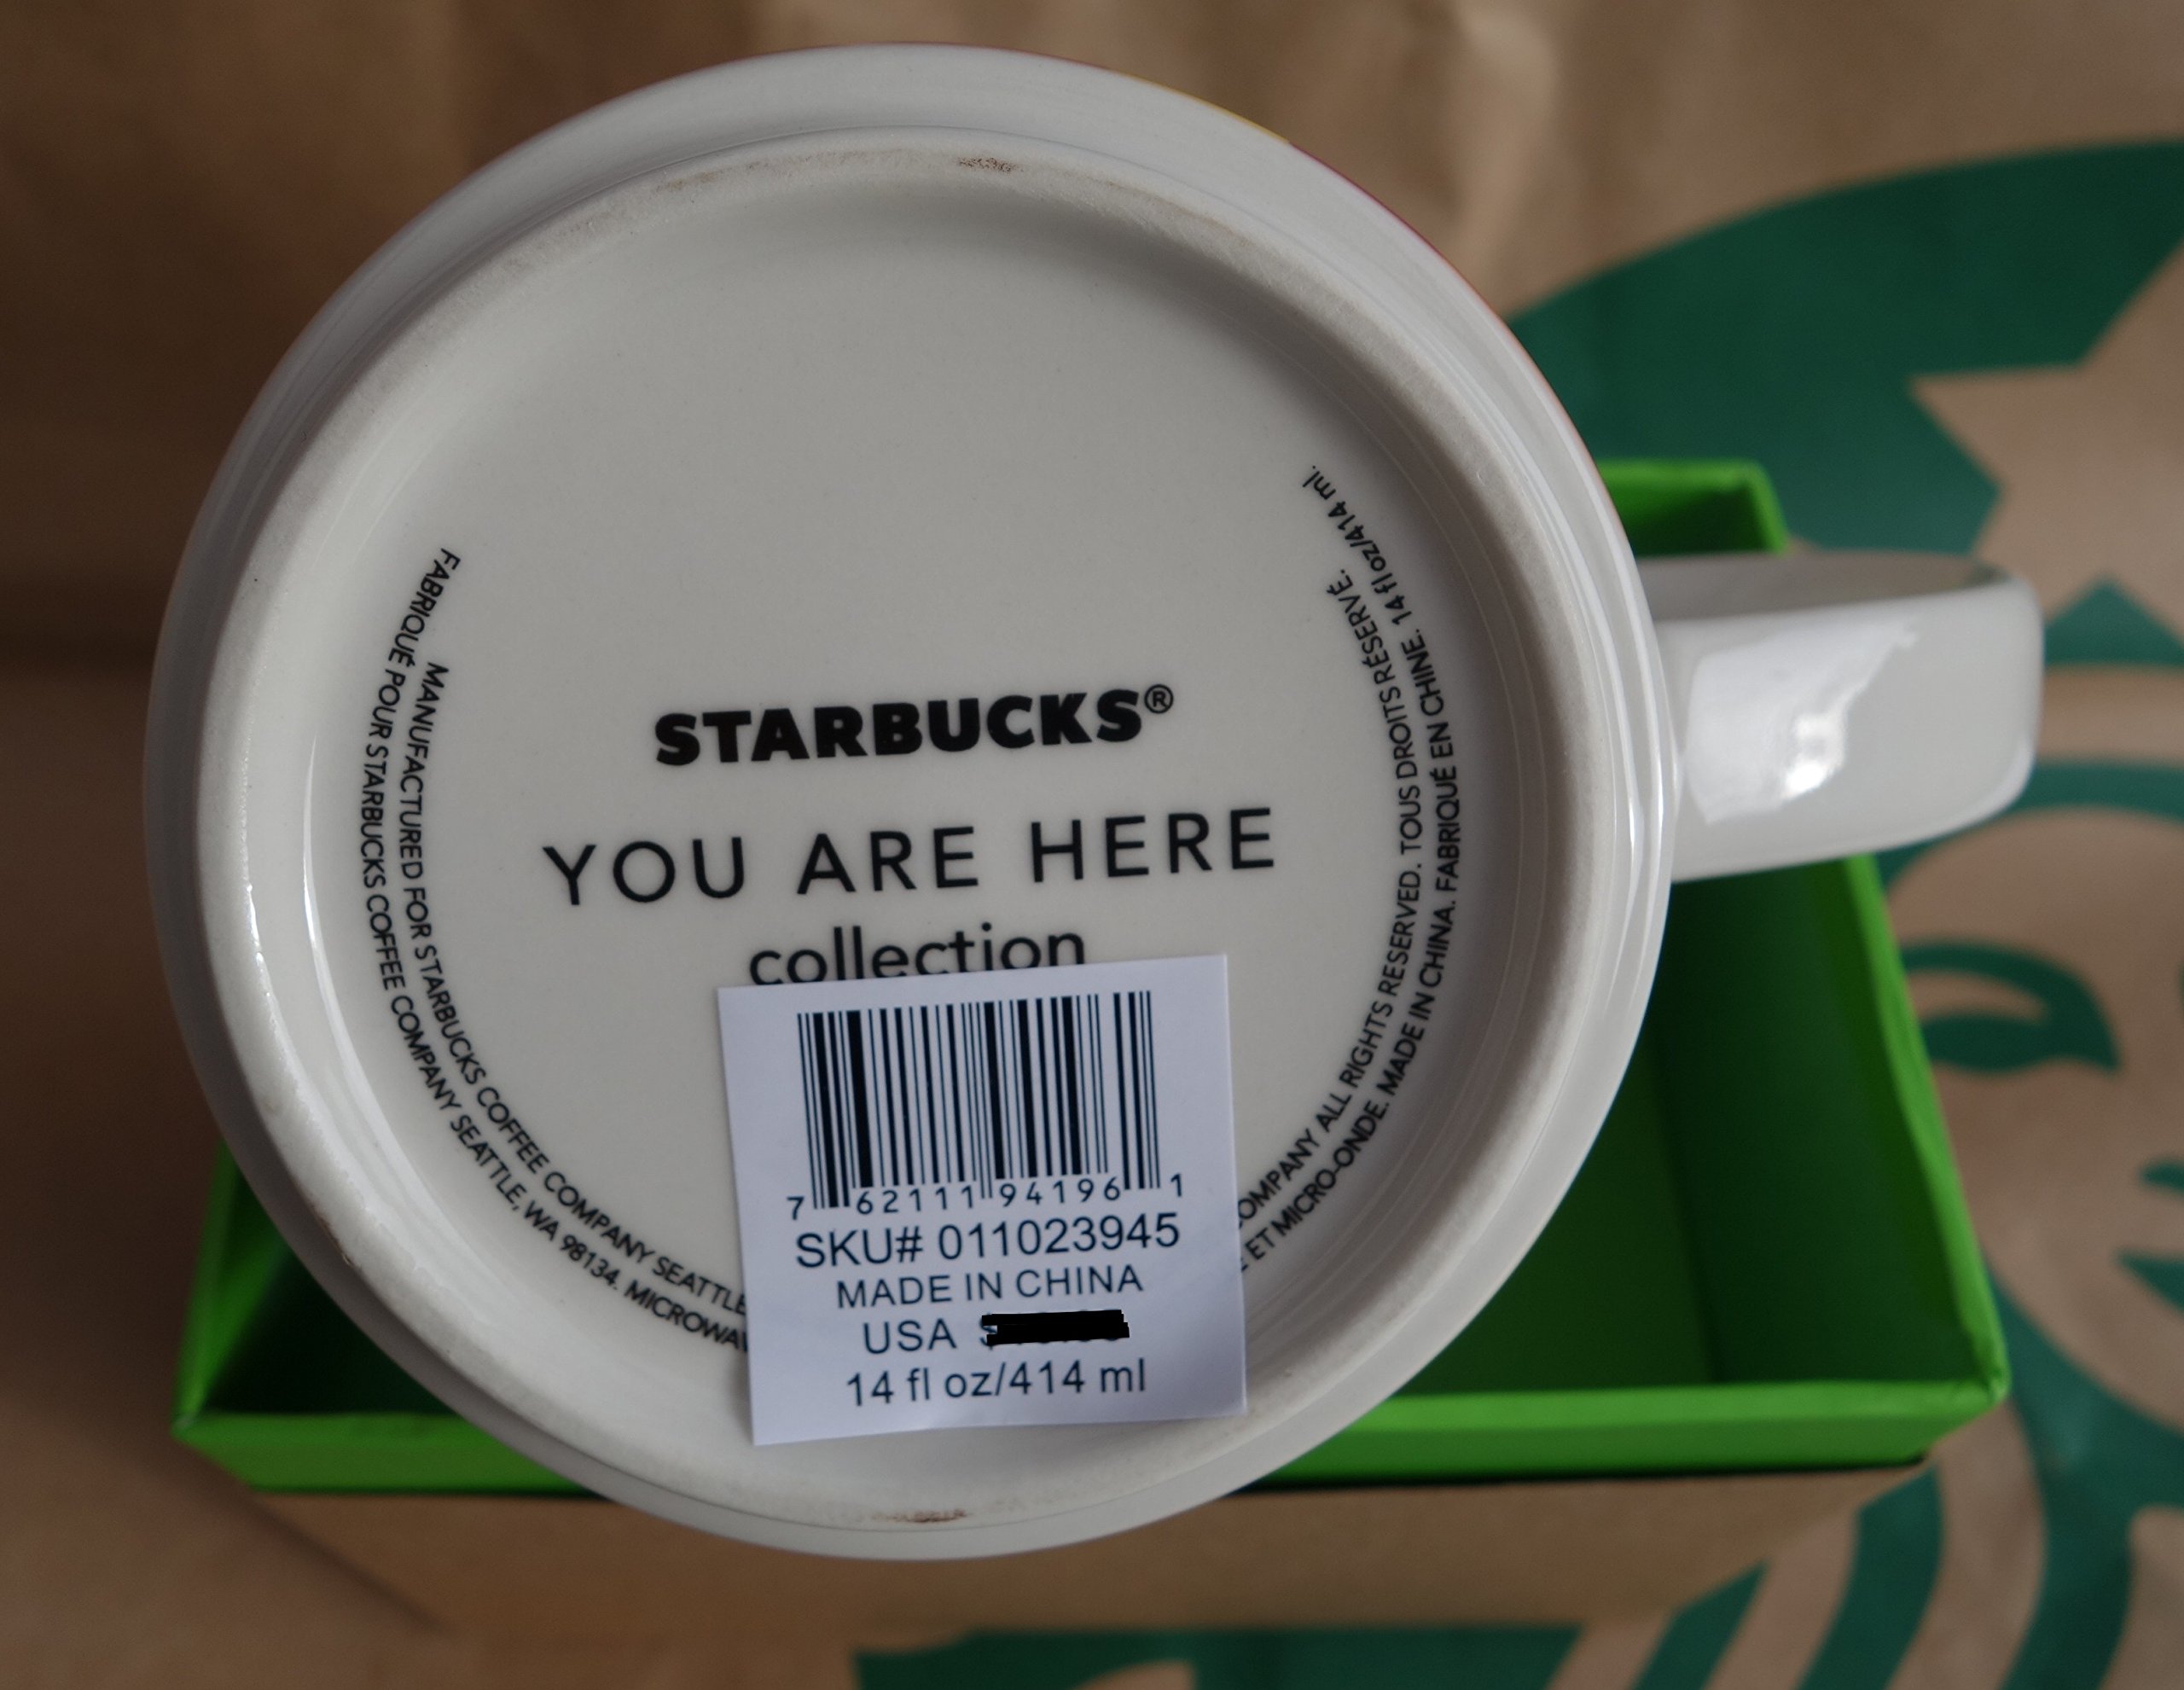 STARBUCKS®
YOU ARE HERE
collection
7 62111 94196 1
SKU# 011023945
MADE IN CHINA
USA
14 fl oz/414 ml
MANUFACTURED FOR STARBUCKS COFFEE COMPANY SEATTLE
COMPANY ALL RIGHTS RESERVED. TOUS DROITS RÉSERVÉ.
FABRIQUÉ POUR STARBUCKS COFFEE COMPANY SEATTLE, WA 98134.
ET MICRO-ONDE. MADE IN CHINA. FABRIQUÉ EN CHINE. 14 fl oz/414 ml.